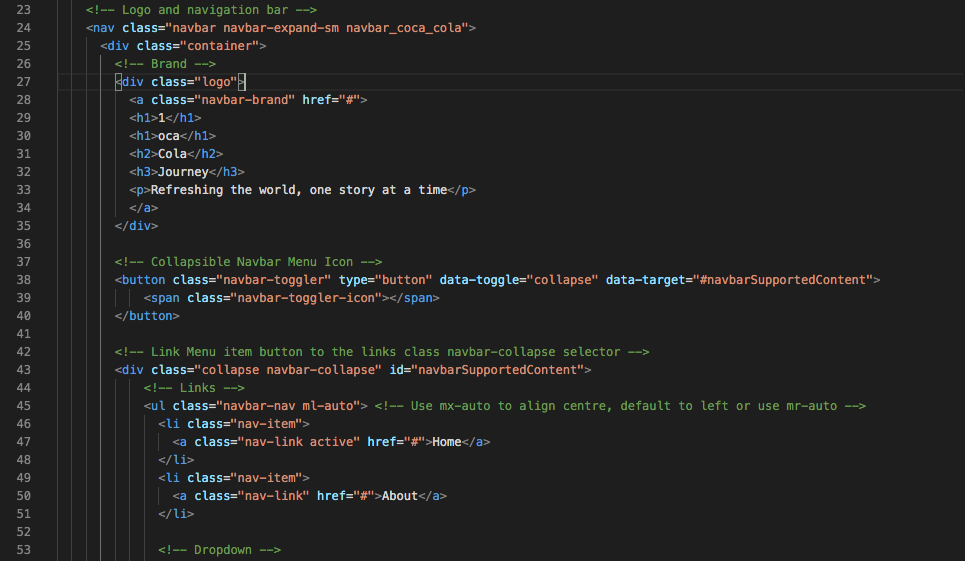 23 <!-- Logo and navigation bar -->
24 <nav class="navbar navbar-expand-sm navbar_coca_cola">
25 <div class="container">
26 <!-- Brand -->
27 <div class="logo">
28 <a class="navbar-brand" href="#">
29 <h1>1</h1>
30 <h1>oca</h1>
31 <h2>Cola</h2>
32 <h3>Journey</h3>
33 <p>Refreshing the world, one story at a time</p>
34 </a>
35 </div>
36
37 <!-- Collapsible Navbar Menu Icon -->
38 <button class="navbar-toggler" type="button" data-toggle="collapse" data-target="#navbarSupportedContent">
39 <span class="navbar-toggler-icon"></span>
40 </button>
41
42 <!-- Link Menu item button to the links class navbar-collapse selector -->
43 <div class="collapse navbar-collapse" id="navbarSupportedContent">
44 <!-- Links -->
45 <ul class="navbar-nav ml-auto"> <!-- Use mx-auto to align centre, default to left or use mr-auto -->
46 <li class="nav-item">
47 <a class="nav-link active" href="#">Home</a>
48 </li>
49 <li class="nav-item">
50 <a class="nav-link" href="#">About</a>
51 </li>
52
53 <!-- Dropdown -->